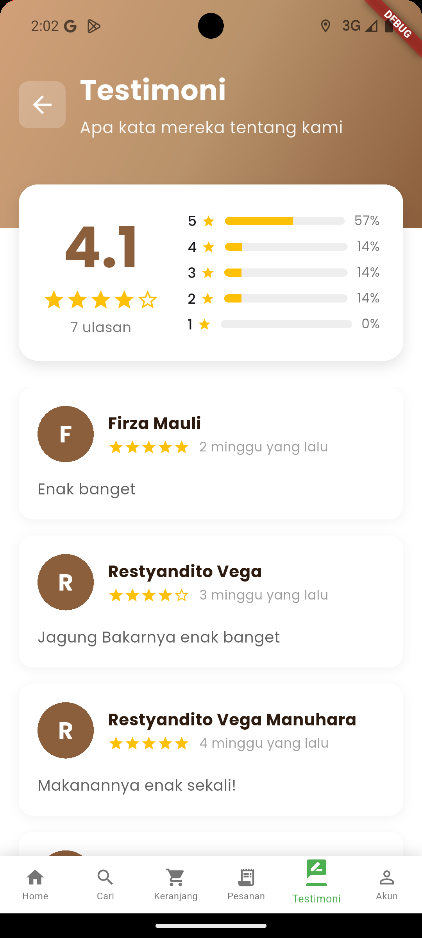 2:02 G 3G
DEBUG
Testimoni
Apa kata mereka tentang kami
4.1
7 ulasan
5 57%
4 14%
3 14%
2 14%
1 0%
F
Firza Mauli
2 minggu yang lalu
Enak banget
R
Restyandito Vega
3 minggu yang lalu
Jagung Bakarnya enak banget
R
Restyandito Vega Manuhara
4 minggu yang lalu
Makanannya enak sekali!
Home Cari Keranjang Pesanan Testimoni Akun